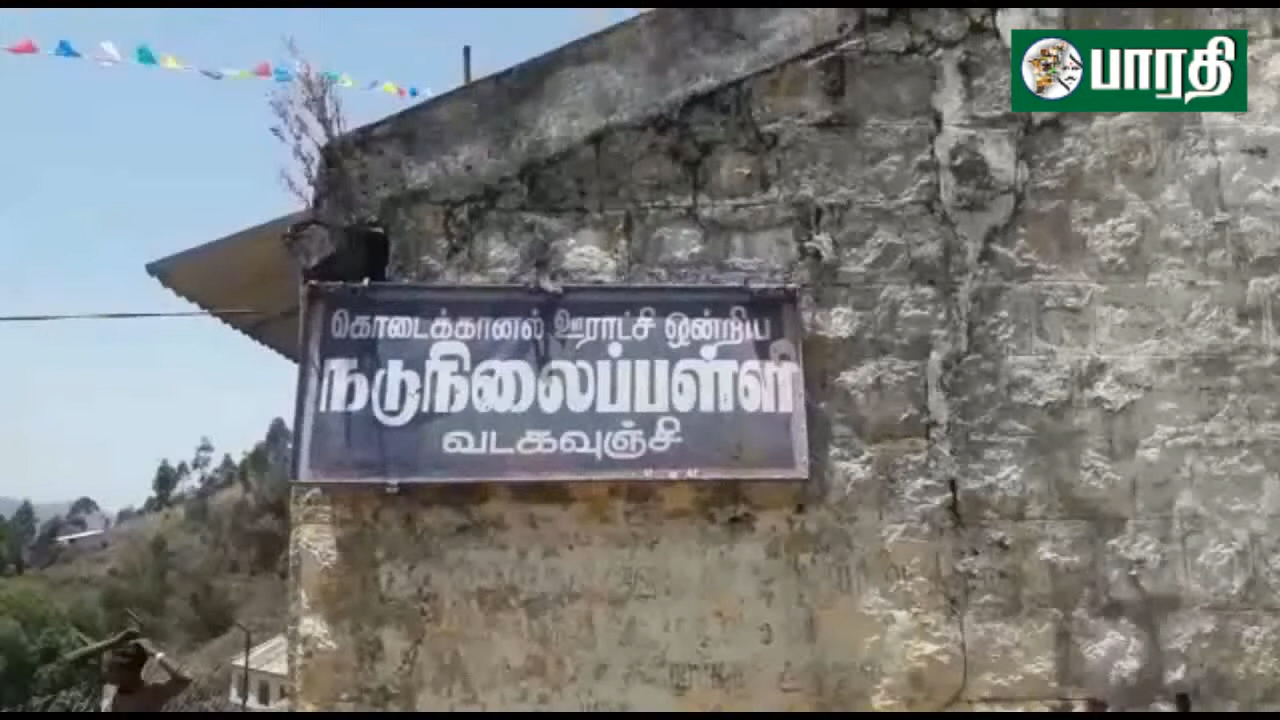 பாரதி
கொடைக்கானல் ஊராட்சி ஒன்றிய
நடுநிலைப்பள்ளி
வடகவுஞ்சி